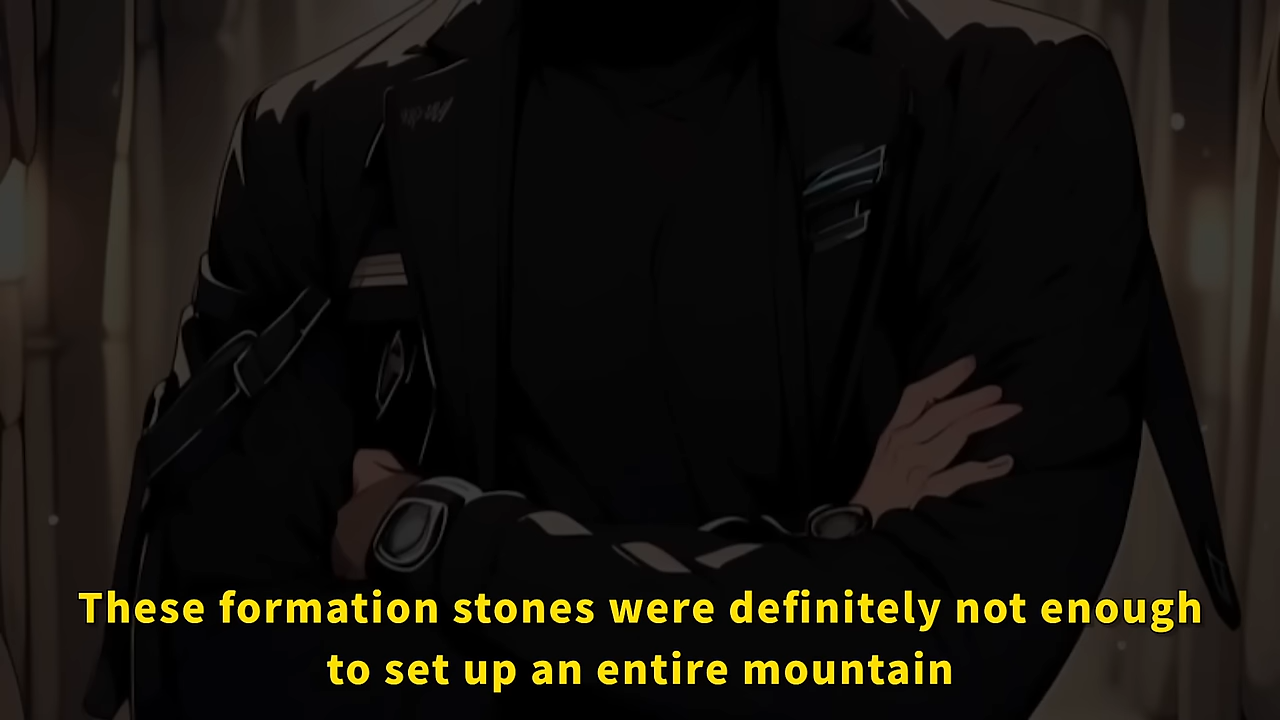 These formation stones were definitely not enough
to set up an entire mountain